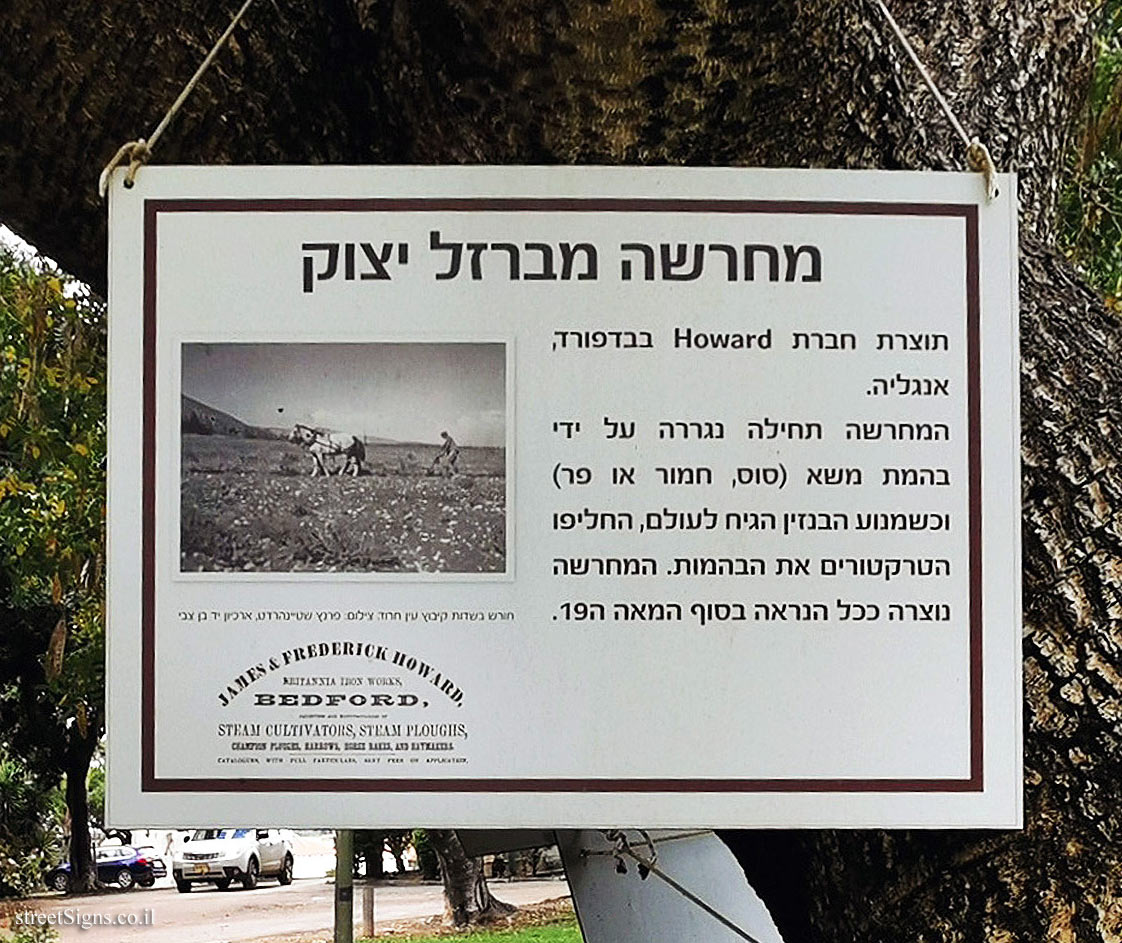 מחרשה מברזל יצוק
תוצרת חברת Howard בבדפורד,
אנגליה.
המחרשה תחילה נגררה על ידי
בהמת משא (סוס, חמור או פר)
וכשמנוע הבנזין הגיח לעולם, החליפו
הטרקטורים את הבהמות. המחרשה
נוצרה ככל הנראה בסוף המאה ה19.
חורש בשדות קיבוץ עין חרוד: צילום: פרנץ שטיינהרדט, ארכיון יד בן צבי
JAMES & FREDERICK HOWARD,
BRITANNIA IRON WORKS,
BEDFORD,
STEAM CULTIVATORS, STEAM PLOUGHS,
CHAMPION PLOUGHS, HARROWS, HORSE RAKES, AND HAYMAKERS.
CATALOGUES, WITH FULL PARTICULARS, SENT FREE ON APPLICATION.
streetSigns.co.il